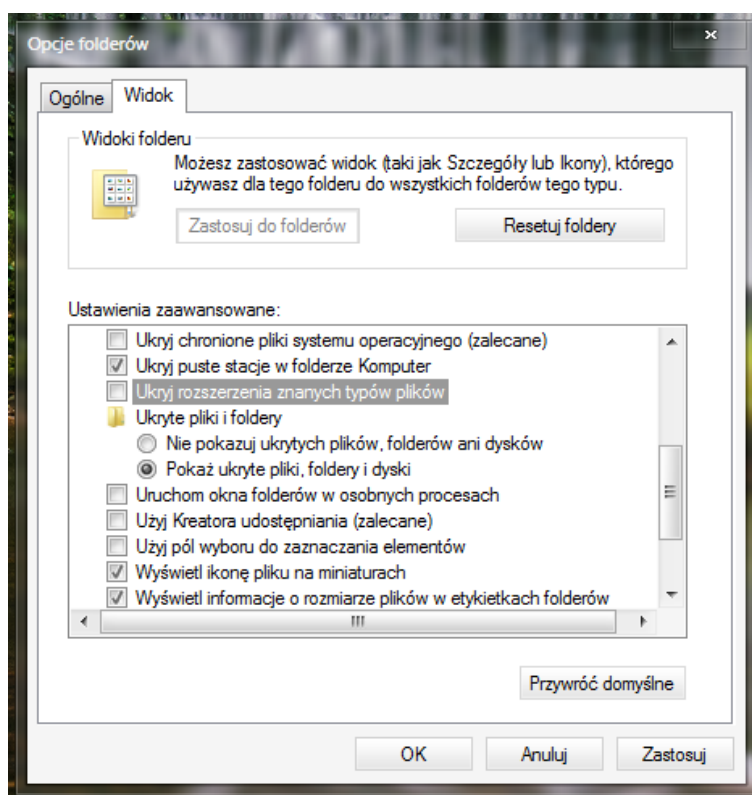 Opcje folderów
Ogólne
Widok
Widoki folderu
Możesz zastosować widok (taki jak Szczegóły lub Ikony), którego
używasz dla tego folderu do wszystkich folderów tego typu.
Zastosuj do folderów
Resetuj foldery
Ustawienia zaawansowane:
Ukryj chronione pliki systemu operacyjnego (zalecane)
Ukryj puste stacje w folderze Komputer
Ukryj rozszerzenia znanych typów plików
Ukryte pliki i foldery
Nie pokazuj ukrytych plików, folderów ani dysków
Pokaż ukryte pliki, foldery i dyski
Uruchom okna folderów w osobnych procesach
Użyj Kreatora udostępniania (zalecane)
Użyj pól wyboru do zaznaczania elementów
Wyświetl ikonę pliku na miniaturach
Wyświetl informacje o rozmiarze plików w etykietkach folderów
Przywróć domyślne
OK
Anuluj
Zastosuj